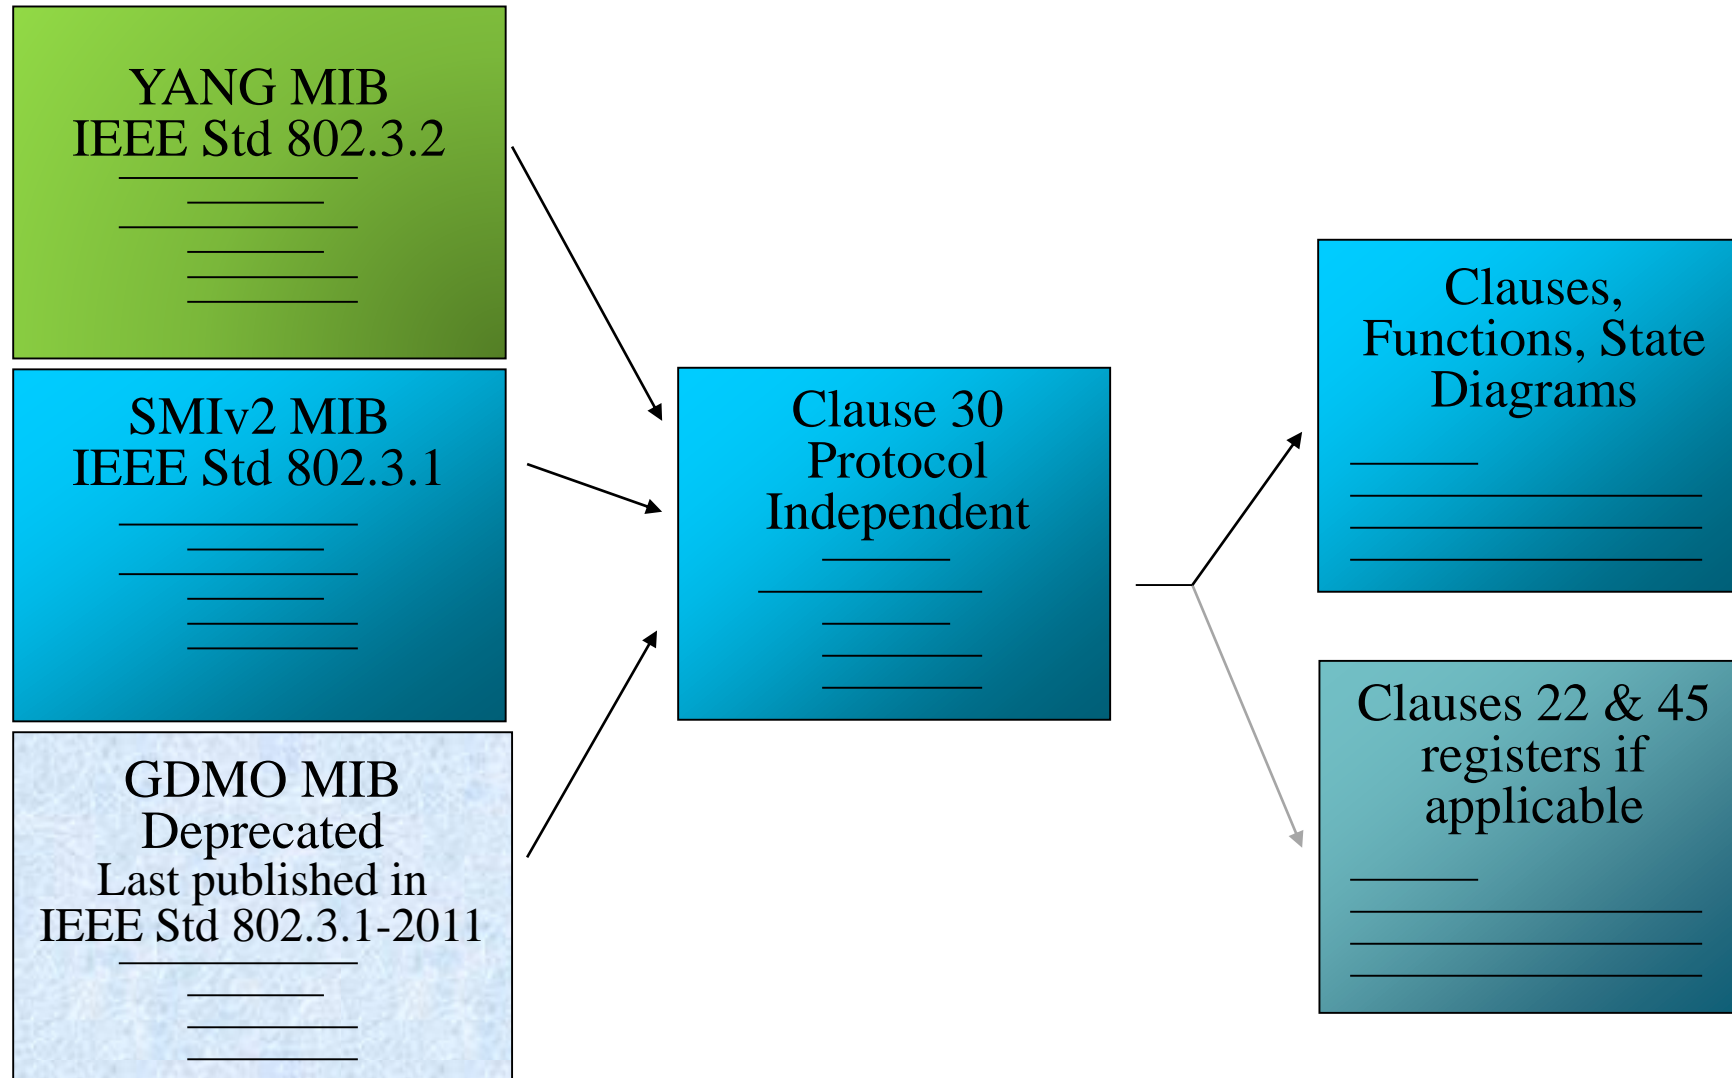 YANG MIB
IEEE Std 802.3.2
SMIv2 MIB
IEEE Std 802.3.1
GDMO MIB
Deprecated
Last published in
IEEE Std 802.3.1-2011
Clause 30
Protocol
Independent
Clauses,
Functions, State
Diagrams
Clauses 22 & 45
registers if
applicable